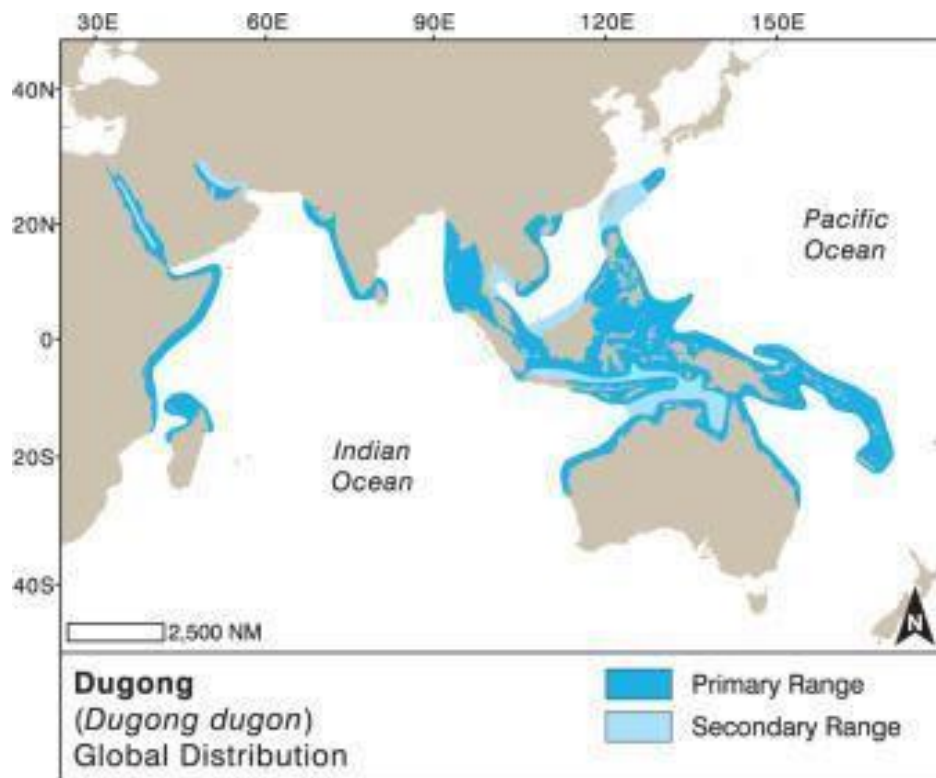 30E 60E 90E 120E 150E
40N
20N
0
20S
40S
Pacific
Ocean
Indian
Ocean
2,500 NM
N
Dugong
(Dugong dugon)
Global Distribution
Primary Range
Secondary Range